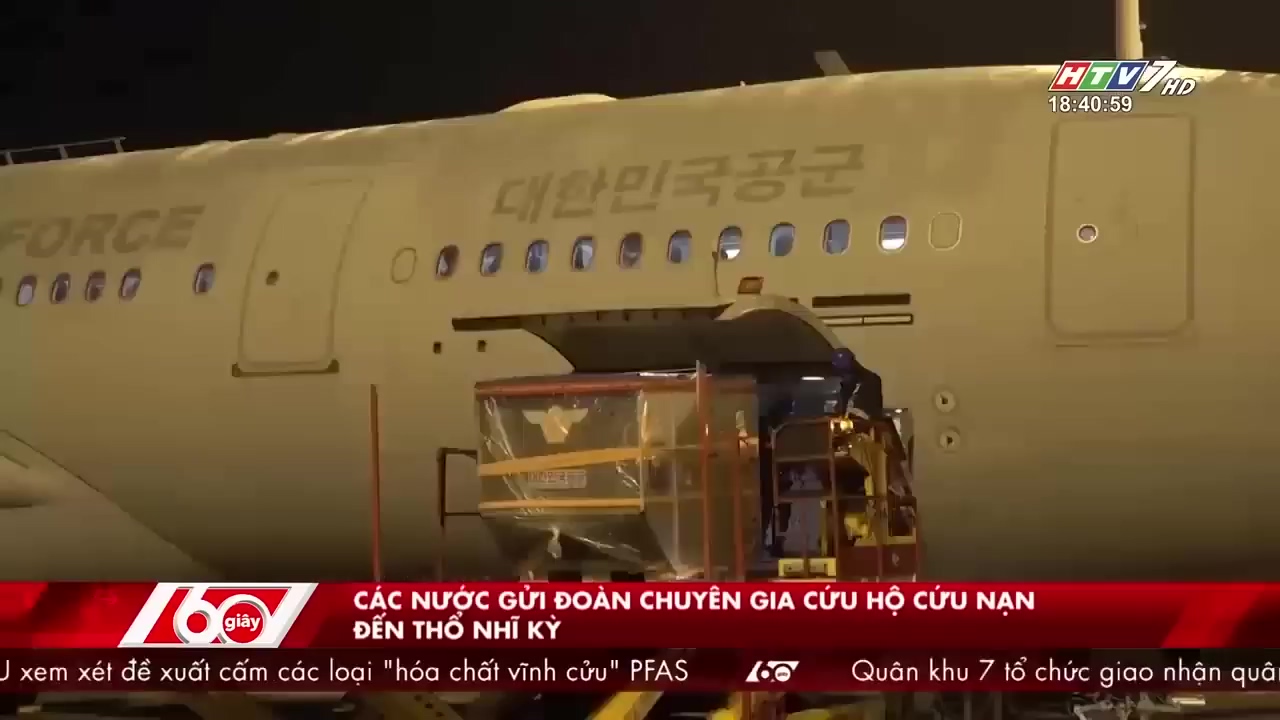 HTV7 HD
18:40:59
대한민국공군
FORCE
60 giây
CÁC NƯỚC GỬI ĐOÀN CHUYÊN GIA CỨU HỘ CỨU NẠN
ĐẾN THỔ NHĨ KỲ
U xem xét đề xuất cấm các loại "hóa chất vĩnh cửu" PFAS 60 giây Quân khu 7 tổ chức giao nhận quân